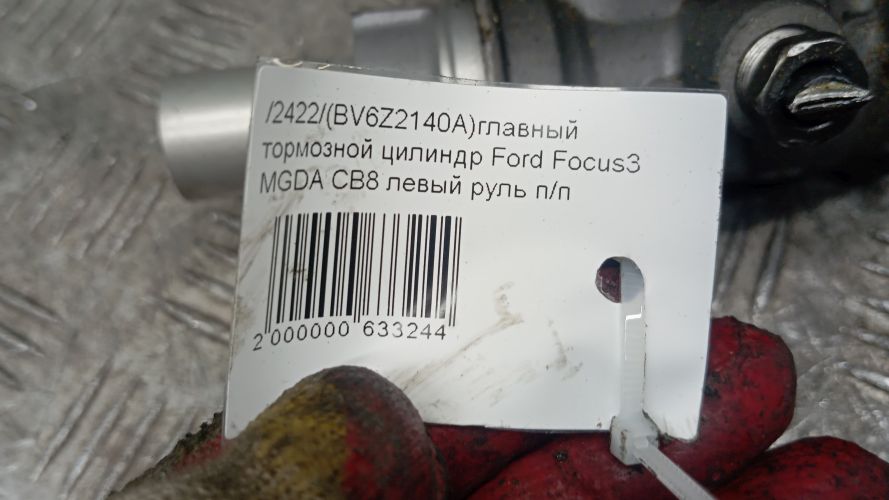 /2422/(BV6Z2140A)главный
тормозной цилиндр Ford Focus3
MGDA CB8 левый руль п/п
2 000000 633244